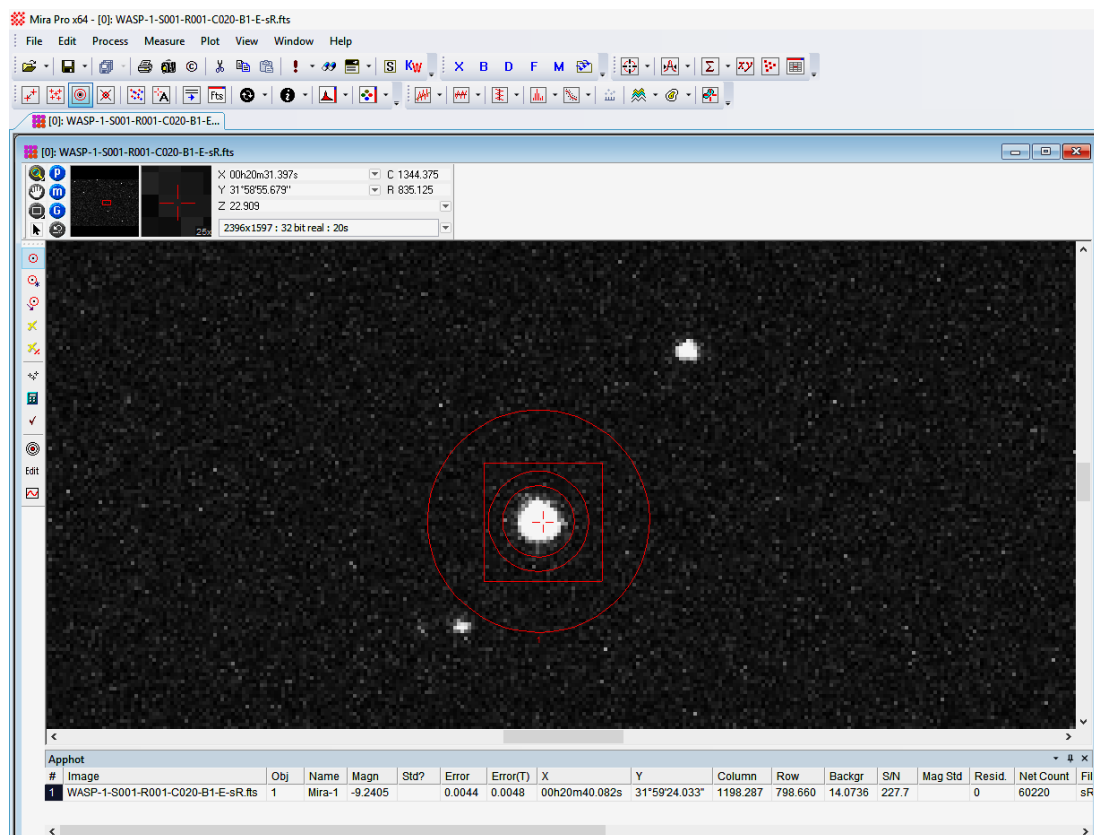 Mira Pro x64 - [0]: WASP-1-S001-R001-C020-B1-E-sR.fts
File Edit Process Measure Plot View Window Help
S KW X B D F M xy
A Fts
[0]: WASP-1-S001-R001-C020-B1-E...
[0]: WASP-1-S001-R001-C020-B1-E-sR.fts
P X 00h20m31.397s C 1344.375
m Y 31°58'55.679" R 835.125
G Z 22.909
25x 2396x1597 : 32 bit real : 20s
Edit
Apphot
# Image Obj Name Magn Std? Error Error(T) X Y Column Row Backgr S/N Mag Std Resid. Net Count Fil
1 WASP-1-S001-R001-C020-B1-E-sR.fts 1 Mira-1 -9.2405 0.0044 0.0048 00h20m40.082s 31°59'24.033" 1198.287 798.660 14.0736 227.7 0 60220 sR